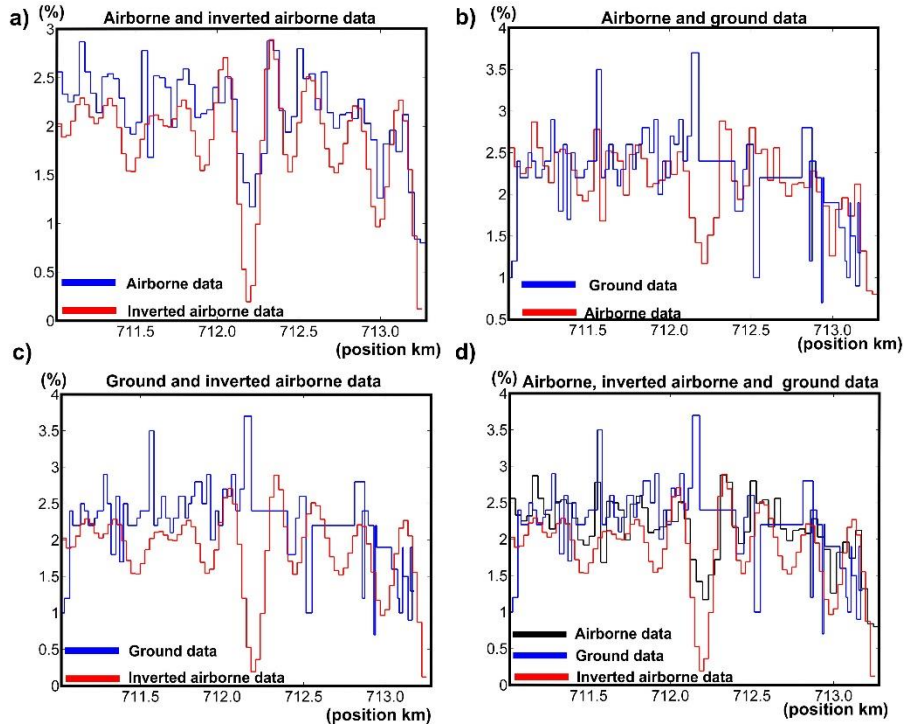 a)
(%)
Airborne and inverted airborne data
3
2.5
2
1.5
1
0.5
0
Airborne data
Inverted airborne data
711.5
712.0
712.5
713.0
(position km)
b)
(%)
Airborne and ground data
4
3.5
3
2.5
2
1.5
1
0.5
Ground data
Airborne data
711.5
712.0
712.5
713.0
(position km)
c)
(%)
Ground and inverted airborne data
4
3.5
3
2.5
2
1.5
1
0.5
0
Ground data
Inverted airborne data
711.5
712.0
712.5
713.0
(position km)
d)
(%)
Airborne, inverted airborne and ground data
4
3.5
3
2.5
2
1.5
1
0.5
0
Airborne data
Ground data
Inverted airborne data
711.5
712.0
712.5
713.0
(position km)